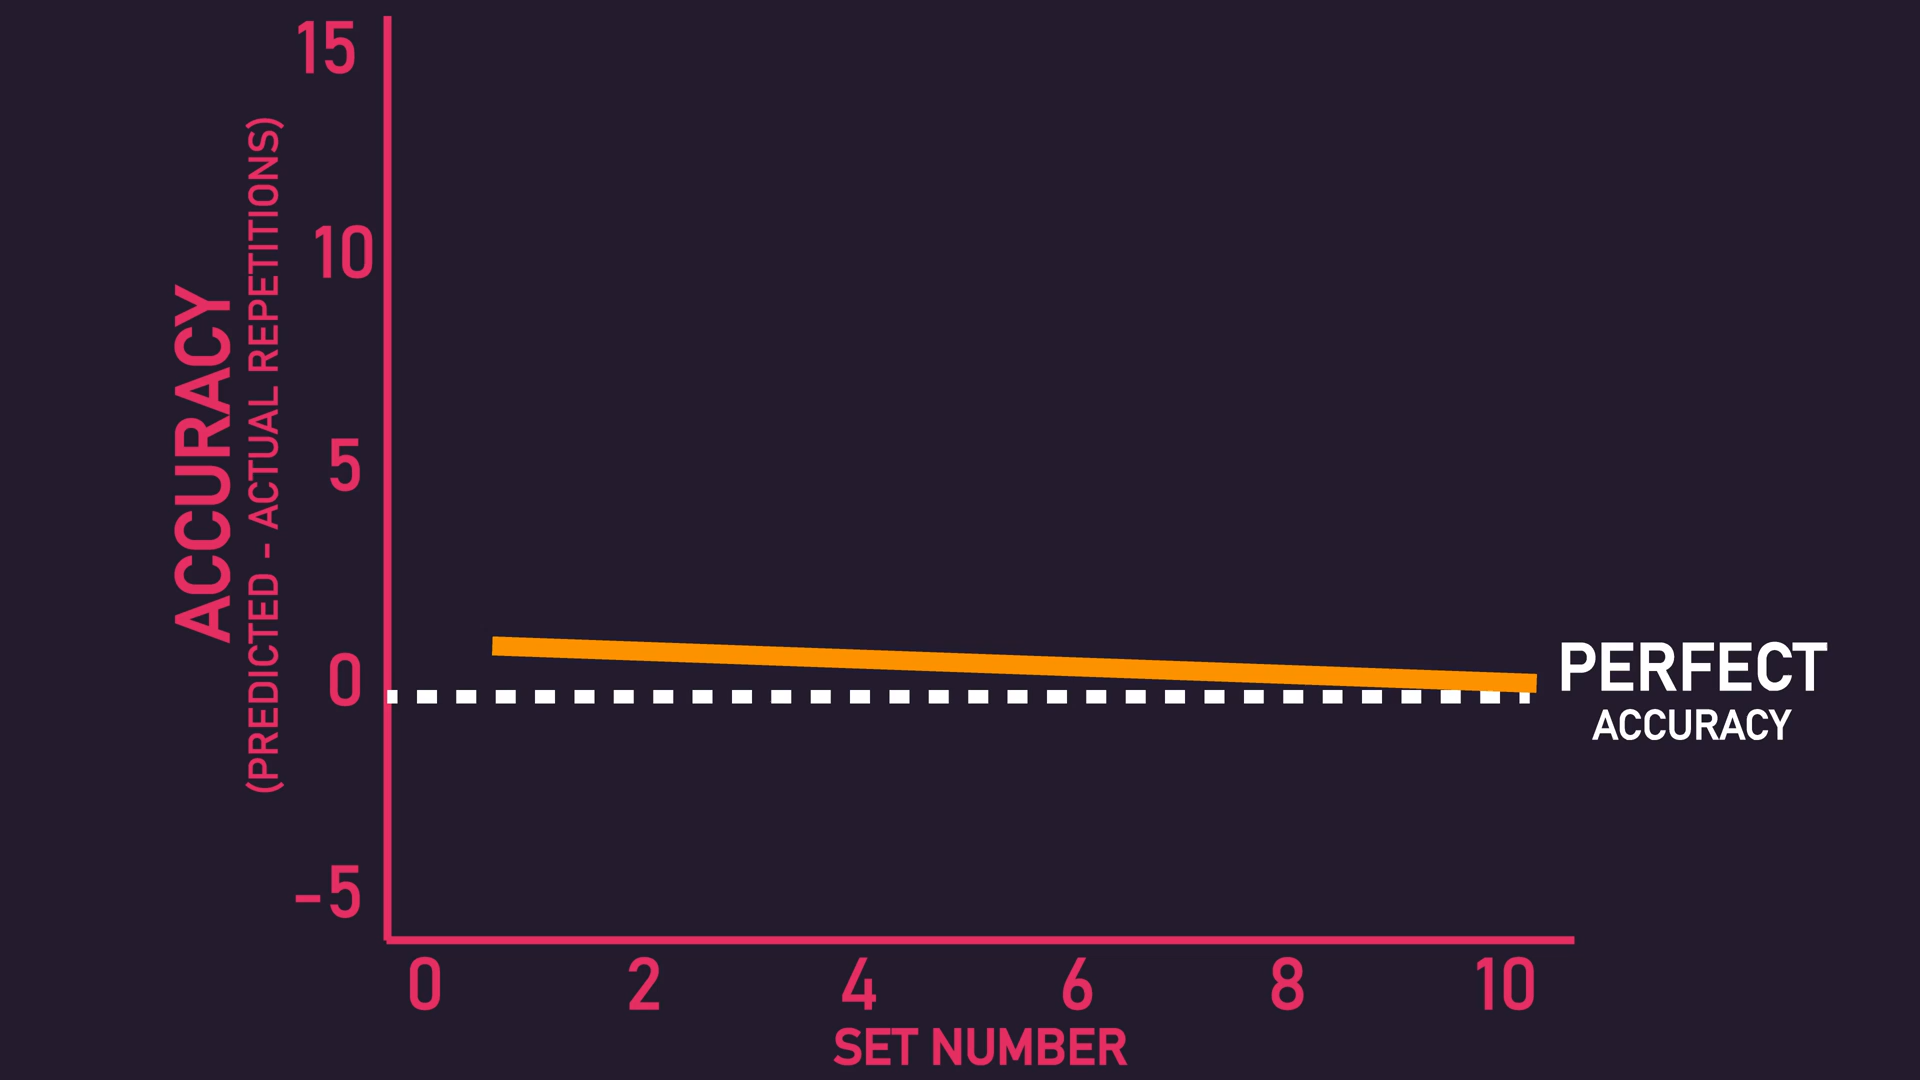 ACCURACY
(PREDICTED - ACTUAL REPETITIONS)
15
10
5
0
-5
PERFECT
ACCURACY
0 2 4 6 8 10
SET NUMBER